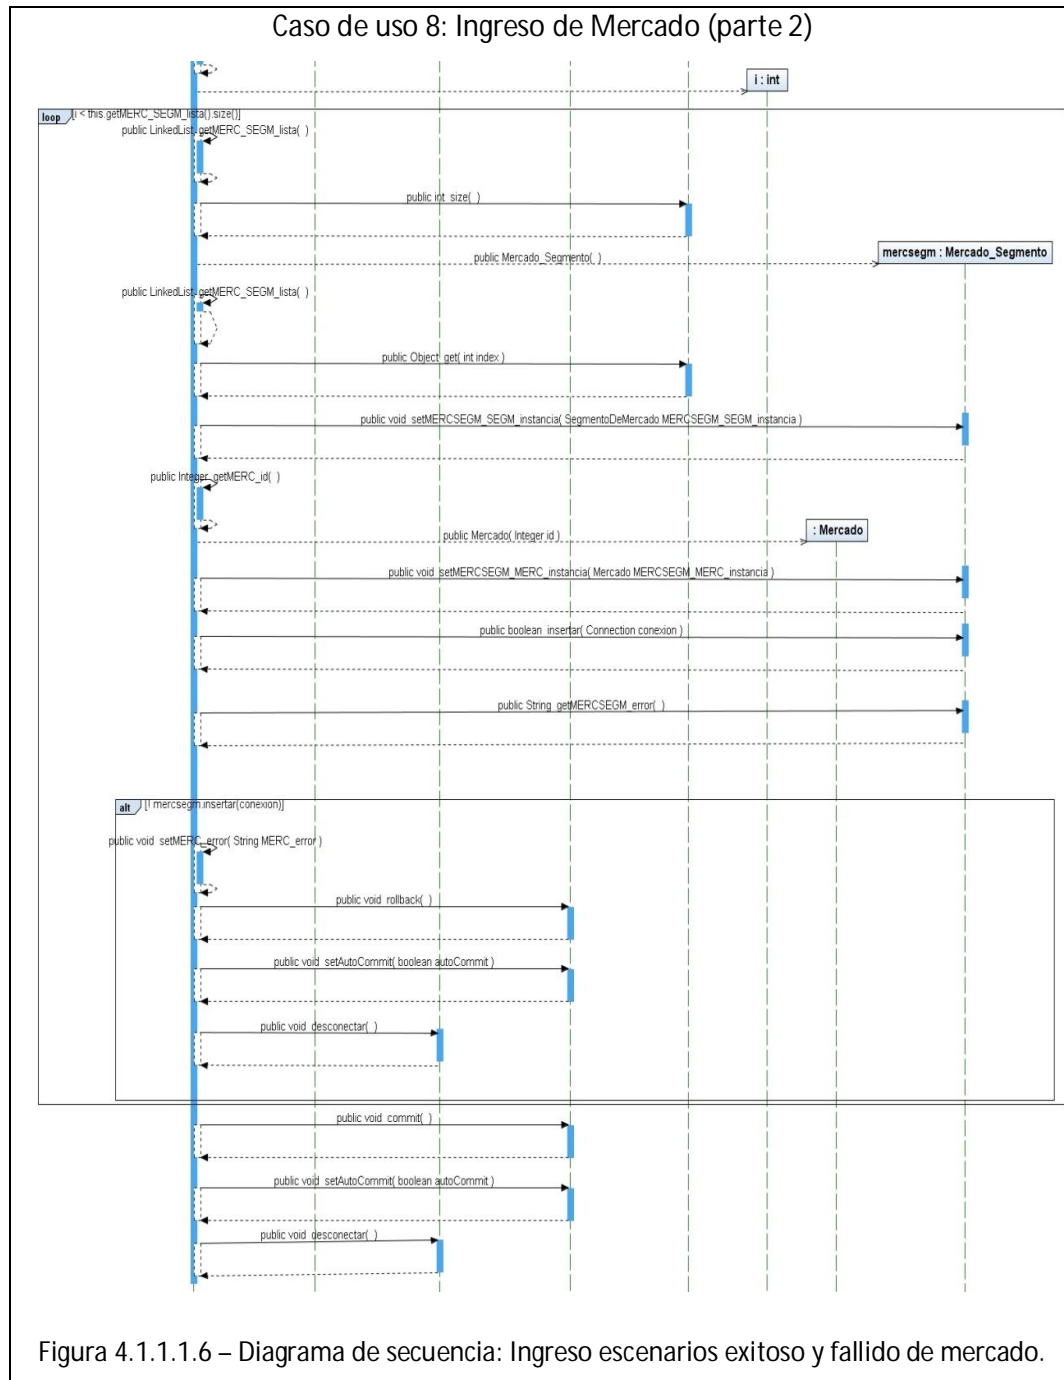 Caso de uso 8: Ingreso de Mercado (parte 2)
i : int
loop
[i < this.getMERC_SEGM_lista().size()]
public LinkedList getMERC_SEGM_lista( )
public int size( )
public Mercado_Segmento( )
mercsegm : Mercado_Segmento
public LinkedList getMERC_SEGM_lista( )
public Object get( int index )
public void setMERCSEGM_SEGM_instancia( SegmentoDeMercado MERCSEGM_SEGM_instancia )
public Integer getMERC_id( )
public Mercado( Integer id )
: Mercado
public void setMERCSEGM_MERC_instancia( Mercado MERCSEGM_MERC_instancia )
public boolean insertar( Connection conexion )
public String getMERCSEGM_error( )
alt
[! mercsegm.insertar(conexion)]
public void setMERC_error( String MERC_error )
public void rollback( )
public void setAutoCommit( boolean autoCommit )
public void desconectar( )
public void commit( )
public void setAutoCommit( boolean autoCommit )
public void desconectar( )
Figura 4.1.1.1.6 – Diagrama de secuencia: Ingreso escenarios exitoso y fallido de mercado.